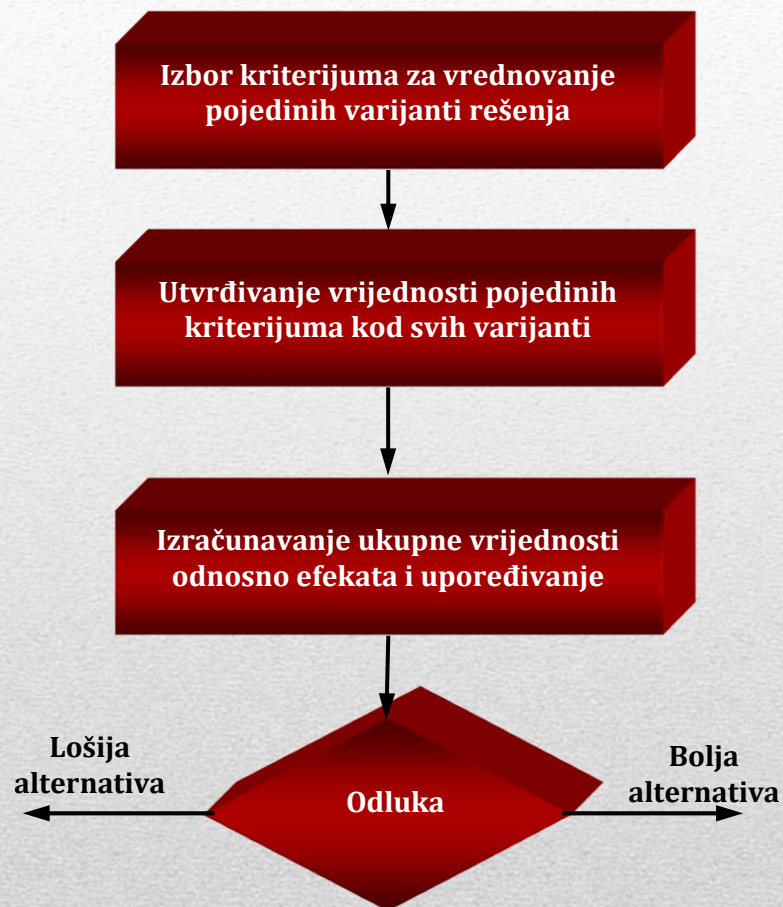 Izbor kriterijuma za vrednovanje
pojedinih varijanti rešenja
Utvrđivanje vrijednosti pojedinih
kriterijuma kod svih varijanti
Izračunavanje ukupne vrijednosti
odnosno efekata i upoređivanje
Lošija
alternativa
Odluka
Bolja
alternativa